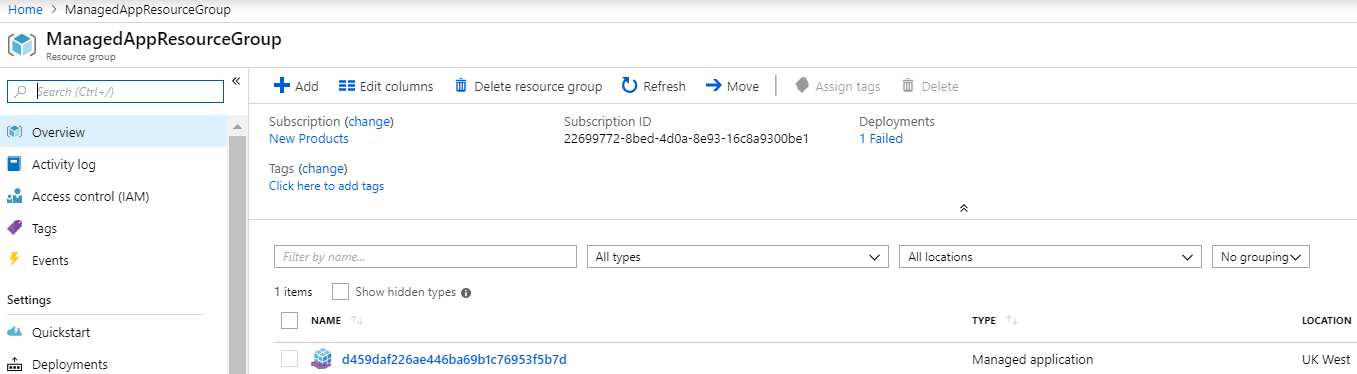 Home > ManagedAppResourceGroup
ManagedAppResourceGroup
Resource group
Search (Ctrl+/)
Overview
Activity log
Access control (IAM)
Tags
Events
Settings
Quickstart
Deployments
Add Edit columns Delete resource group Refresh Move Assign tags Delete
Subscription (change) Subscription ID Deployments
New Products 22699772-8bed-4d0a-8e93-16c8a9300be1 1 Failed
Tags (change)
Click here to add tags
Filter by name... All types All locations No grouping
1 items Show hidden types
NAME TYPE LOCATION
d459daf226ae446ba69b1c76953f5b7d Managed application UK West